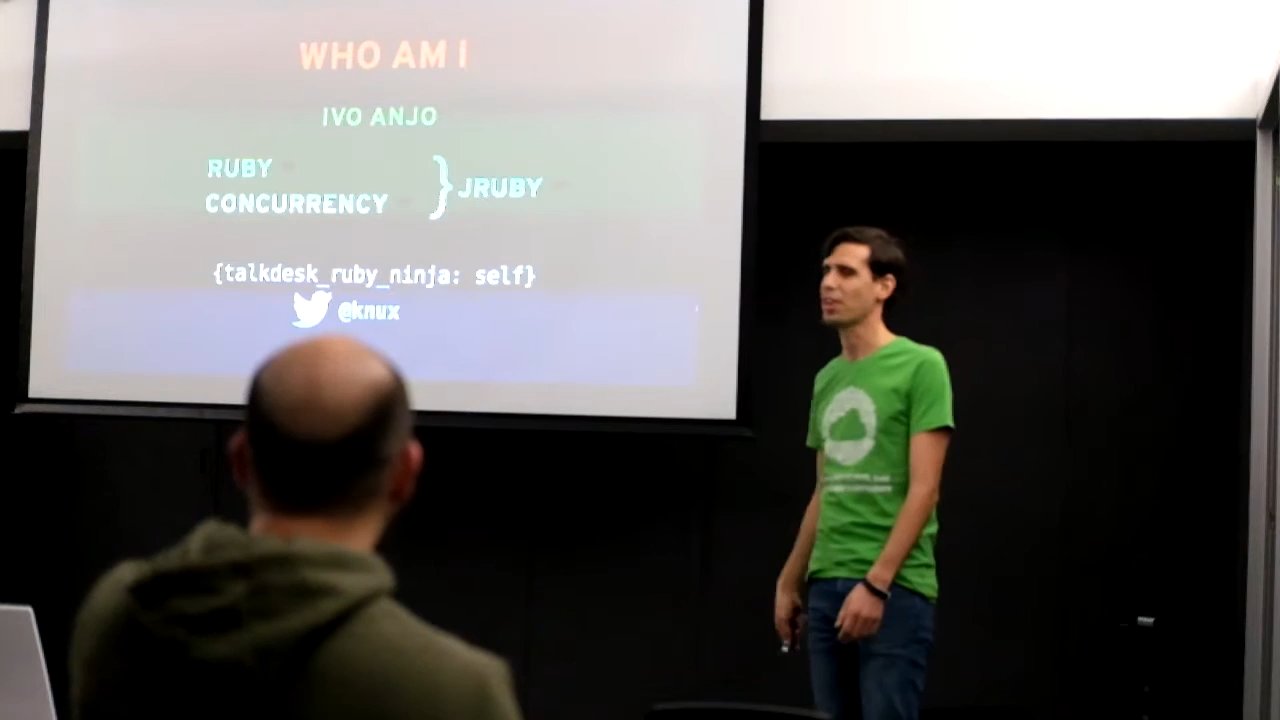 WHO AM I
IVO ANJO
RUBY
CONCURRENCY
} JRUBY
{talkdesk_ruby_ninja: self}
@knux